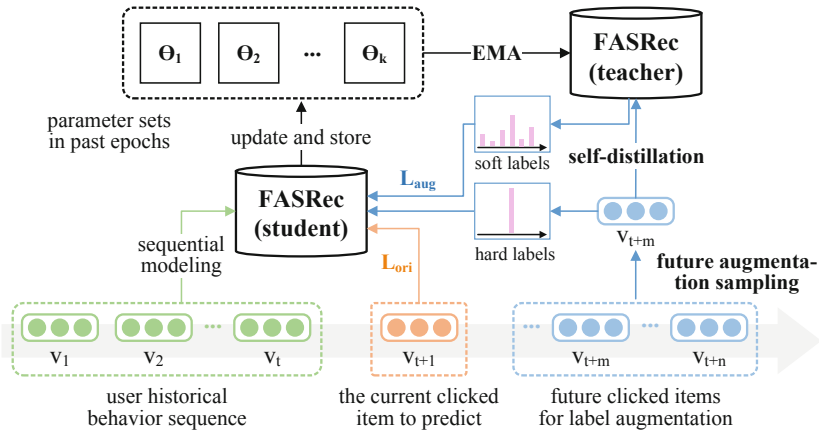 Θ1 Θ2 ... Θk
EMA
FASRec
(teacher)
parameter sets
in past epochs
update and store
soft labels
self-distillation
Laug
FASRec
(student)
hard labels
vt+m
sequential
modeling
Lori
future augmenta-
tion sampling
v1 v2 ... vt
vt+1
... vt+m ... vt+n
user historical
behavior sequence
the current clicked
item to predict
future clicked items
for label augmentation